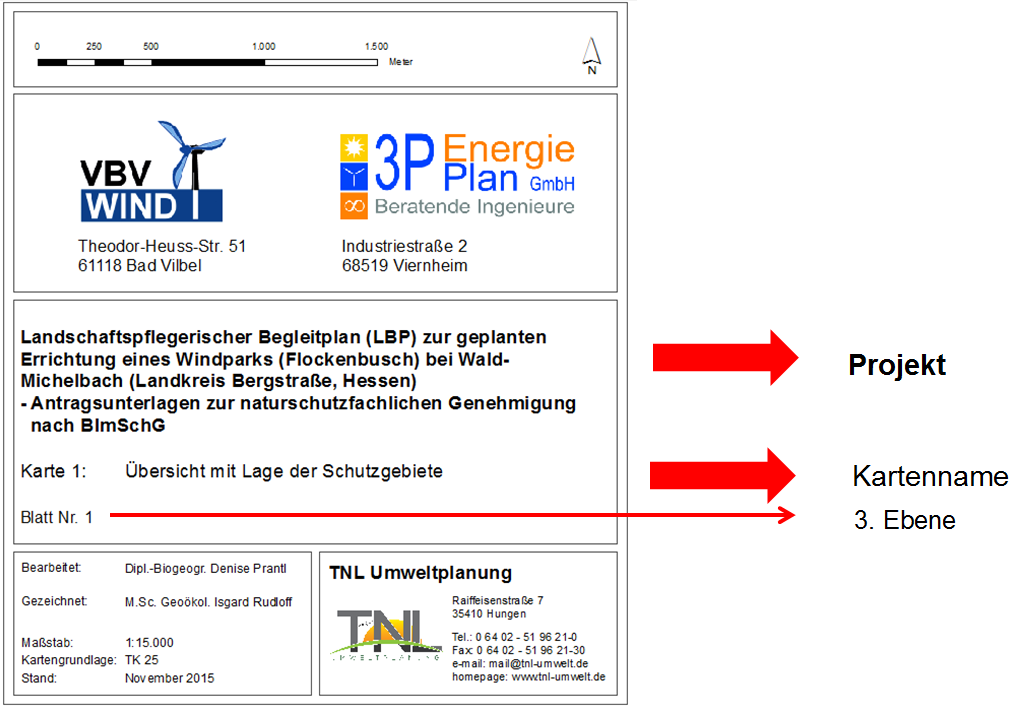 0 250 500 1.000 1.500
Meter
N
VBV
WIND
Theodor-Heuss-Str. 51
61118 Bad Vilbel
3P Energie
Plan GmbH
Beratende Ingenieure
Industriestraße 2
68519 Viernheim
Landschaftspflegerischer Begleitplan (LBP) zur geplanten
Errichtung eines Windparks (Flockenbusch) bei Wald-
Michelbach (Landkreis Bergstraße, Hessen)
- Antragsunterlagen zur naturschutzfachlichen Genehmigung
nach BImSchG
Projekt
Karte 1: Übersicht mit Lage der Schutzgebiete
Kartenname
Blatt Nr. 1
3. Ebene
Bearbeitet: Dipl.-Biogeogr. Denise Prantl
Gezeichnet: M.Sc. Geoökol. Isgard Rudloff
Maßstab: 1:15.000
Kartengrundlage: TK 25
Stand: November 2015
TNL Umweltplanung
TNL
UMWELTPLANUNG
Raiffeisenstraße 7
35410 Hungen
Tel.: 0 64 02 - 51 96 21-0
Fax: 0 64 02 - 51 96 21-30
e-mail: mail@tnl-umwelt.de
homepage: www.tnl-umwelt.de